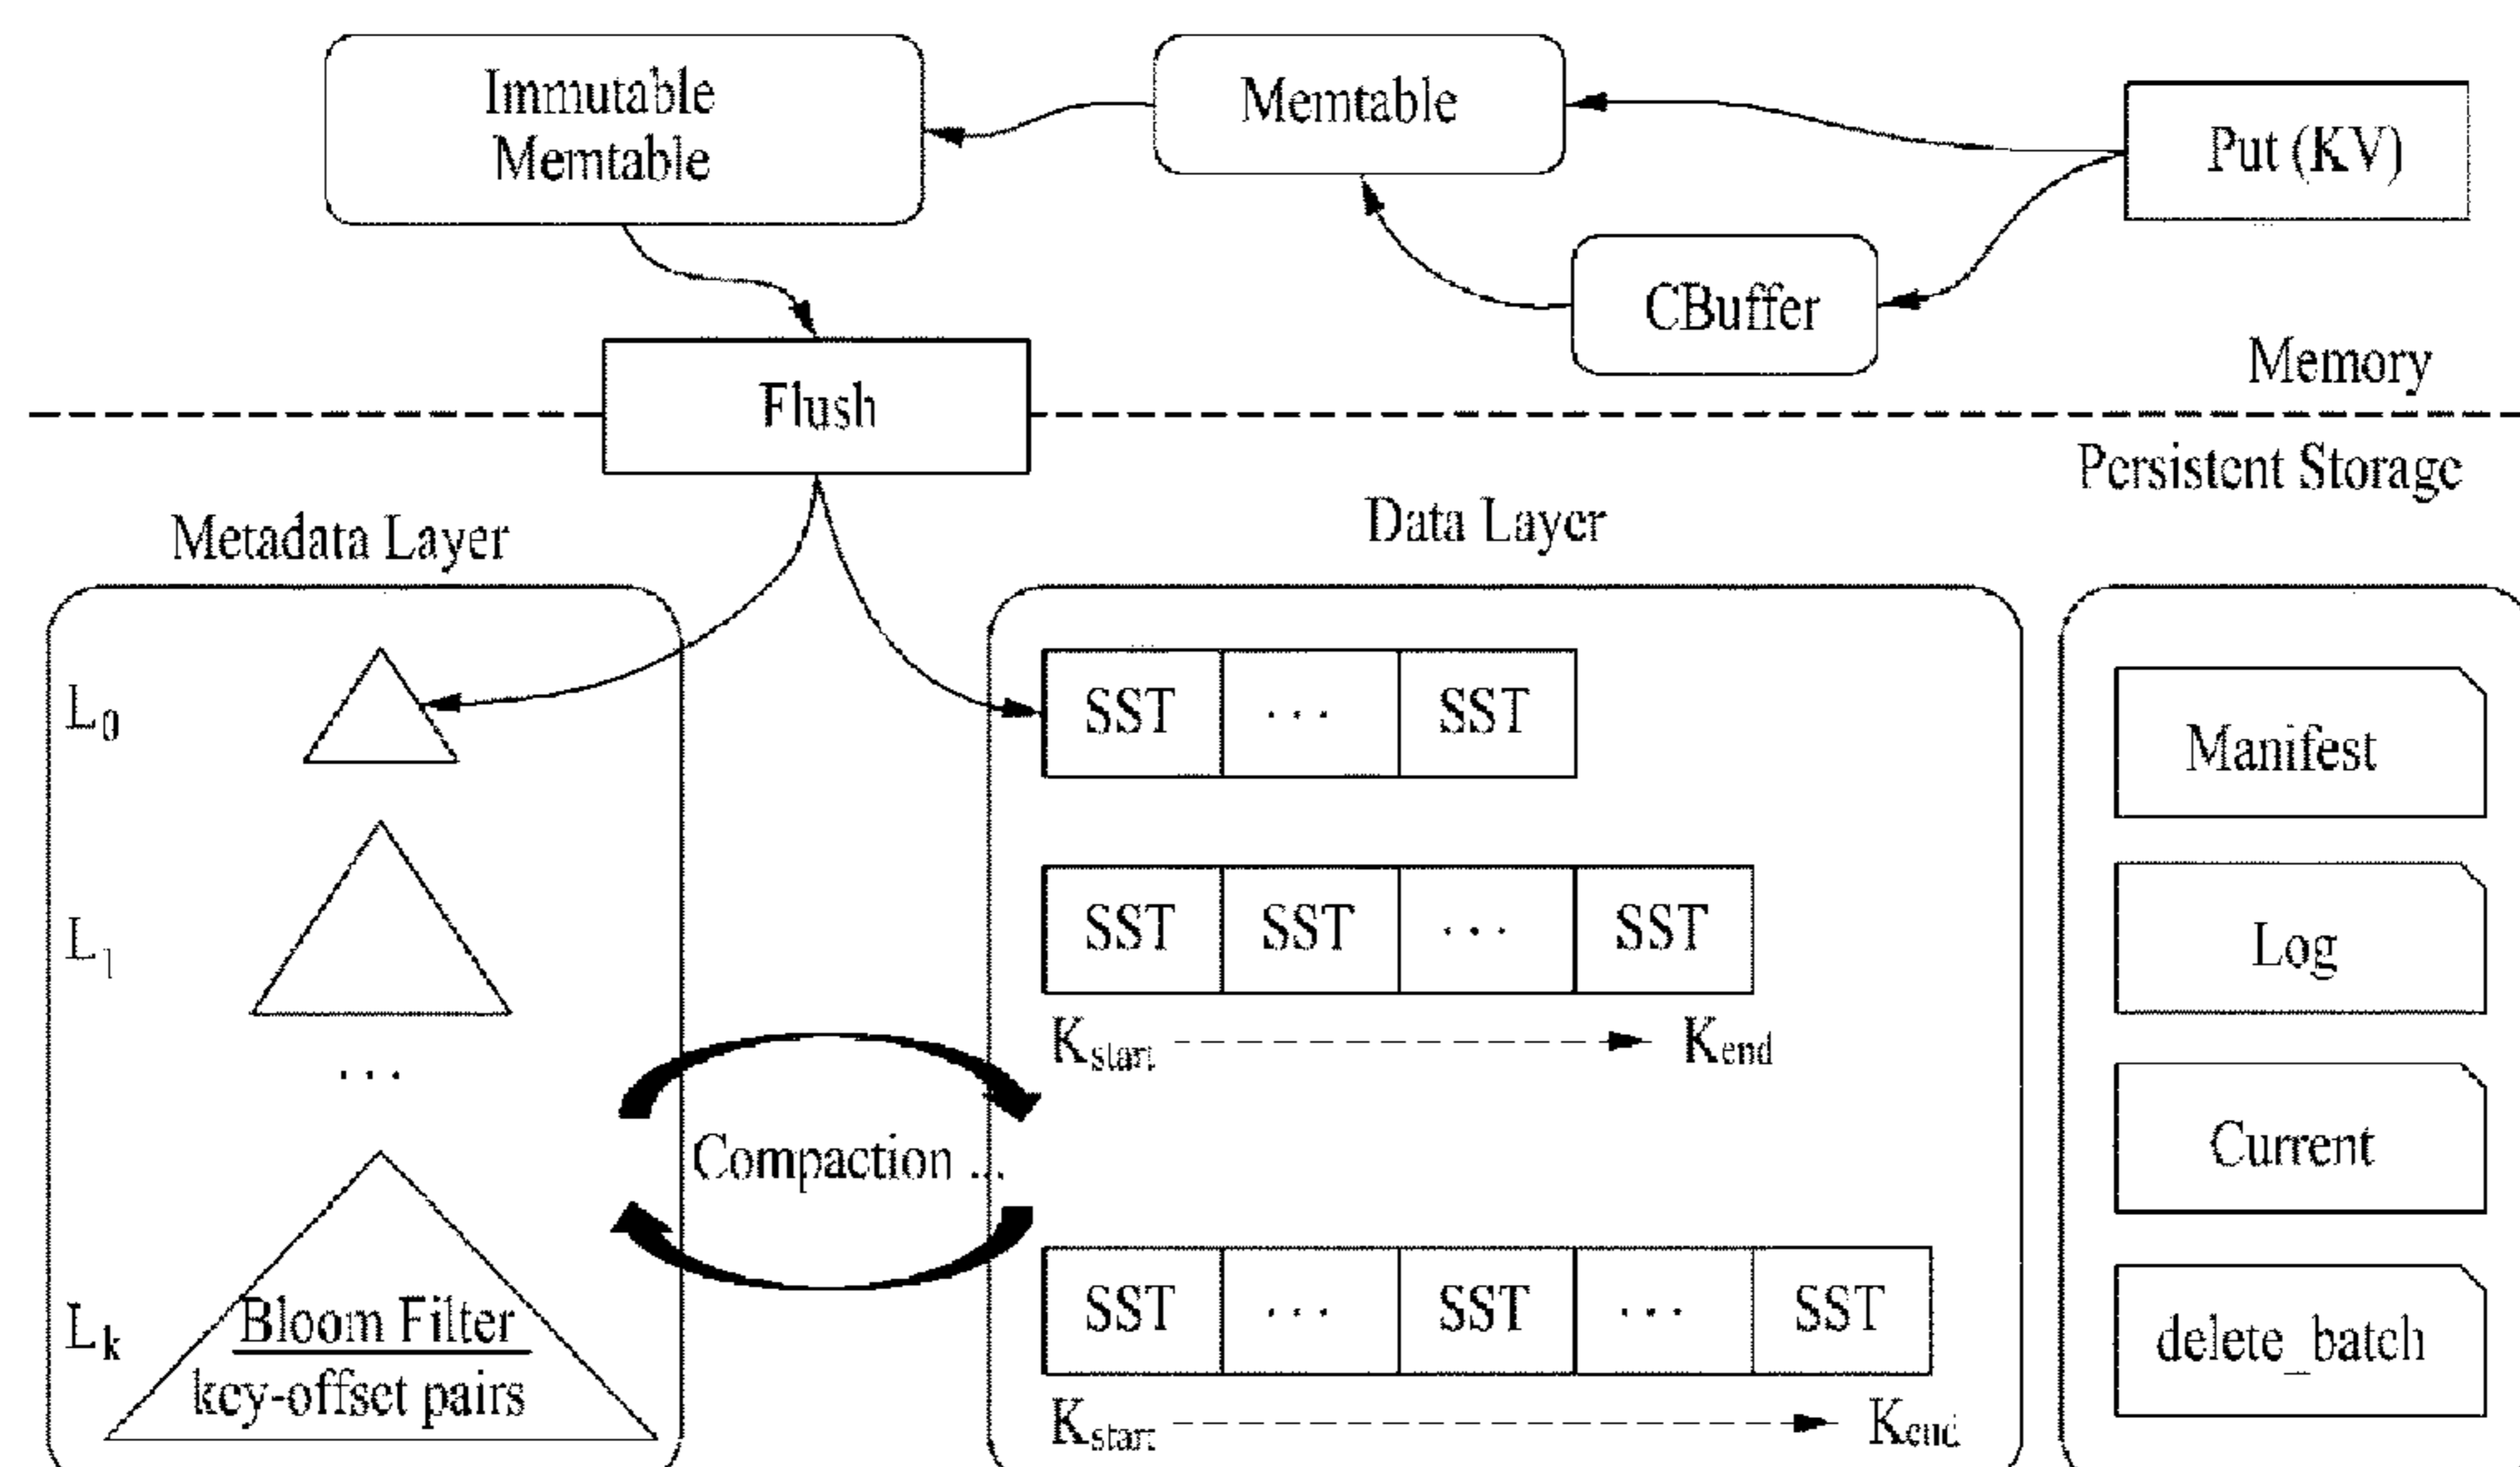 Immutable
Memtable
Memtable
Put (KV)
CBuffer
Memory
Flush
Persistent Storage
Metadata Layer
Data Layer
L0
SST ... SST
Manifest
L1
SST SST ... SST
Log
Kstart Kend
...
Compaction ...
Current
Lk
Bloom Filter
key-offset pairs
SST ... SST ... SST
delete_batch
Kstart Kend